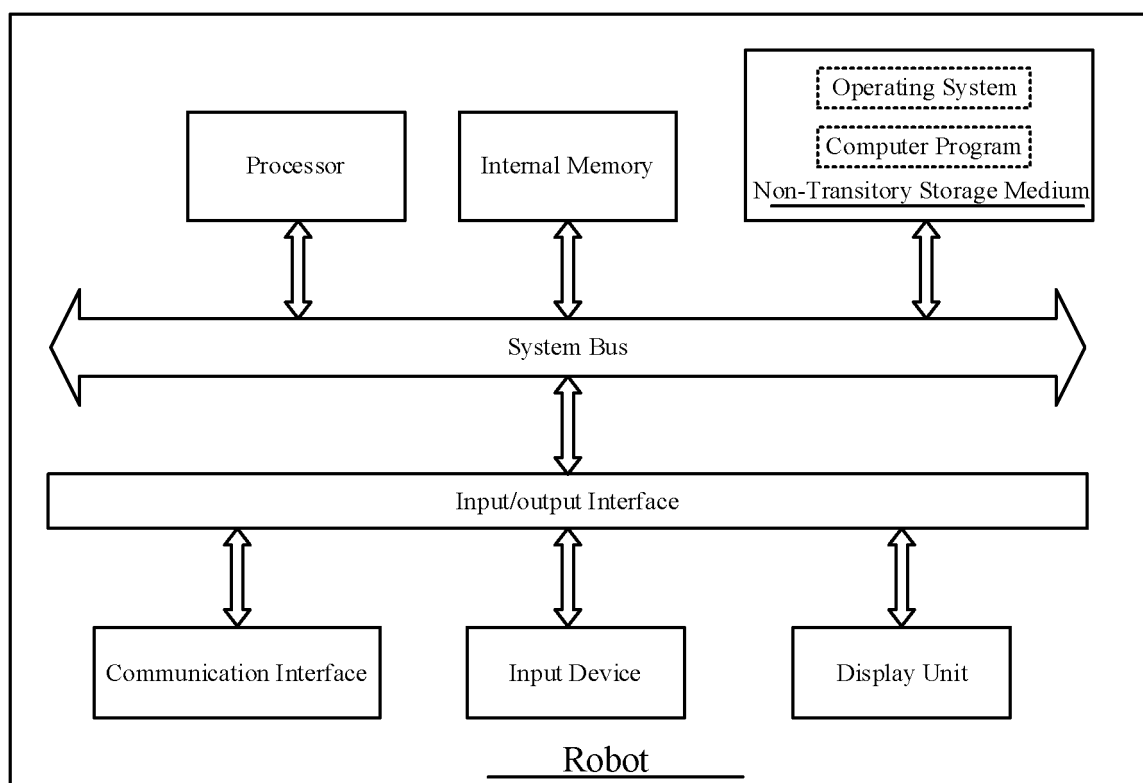 Operating System
Computer Program
Processor
Internal Memory
Non-Transitory Storage Medium
System Bus
Input/output Interface
Communication Interface
Input Device
Display Unit
Robot